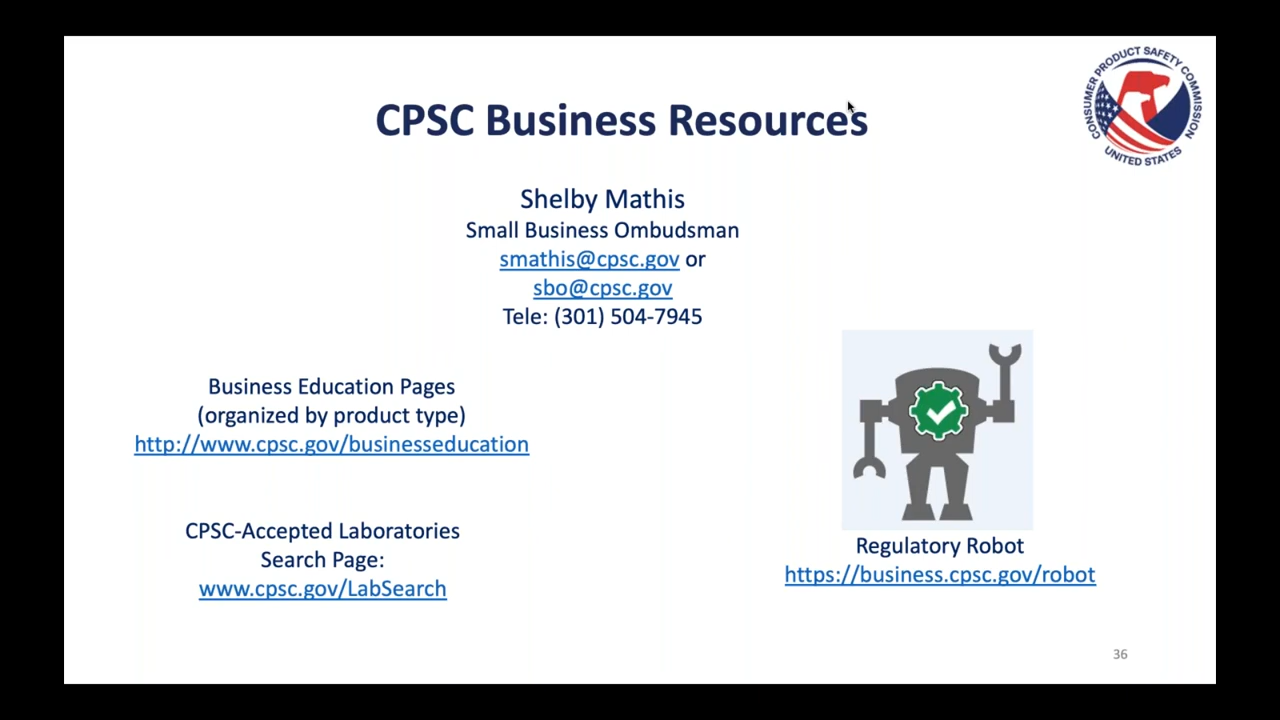 CONSUMER PRODUCT SAFETY COMMISSION
UNITED STATES
CPSC Business Resources
Shelby Mathis
Small Business Ombudsman
smathis@cpsc.gov or
sbo@cpsc.gov
Tele: (301) 504-7945
Business Education Pages
(organized by product type)
http://www.cpsc.gov/businesseducation
CPSC-Accepted Laboratories
Search Page:
www.cpsc.gov/LabSearch
Regulatory Robot
https://business.cpsc.gov/robot
36